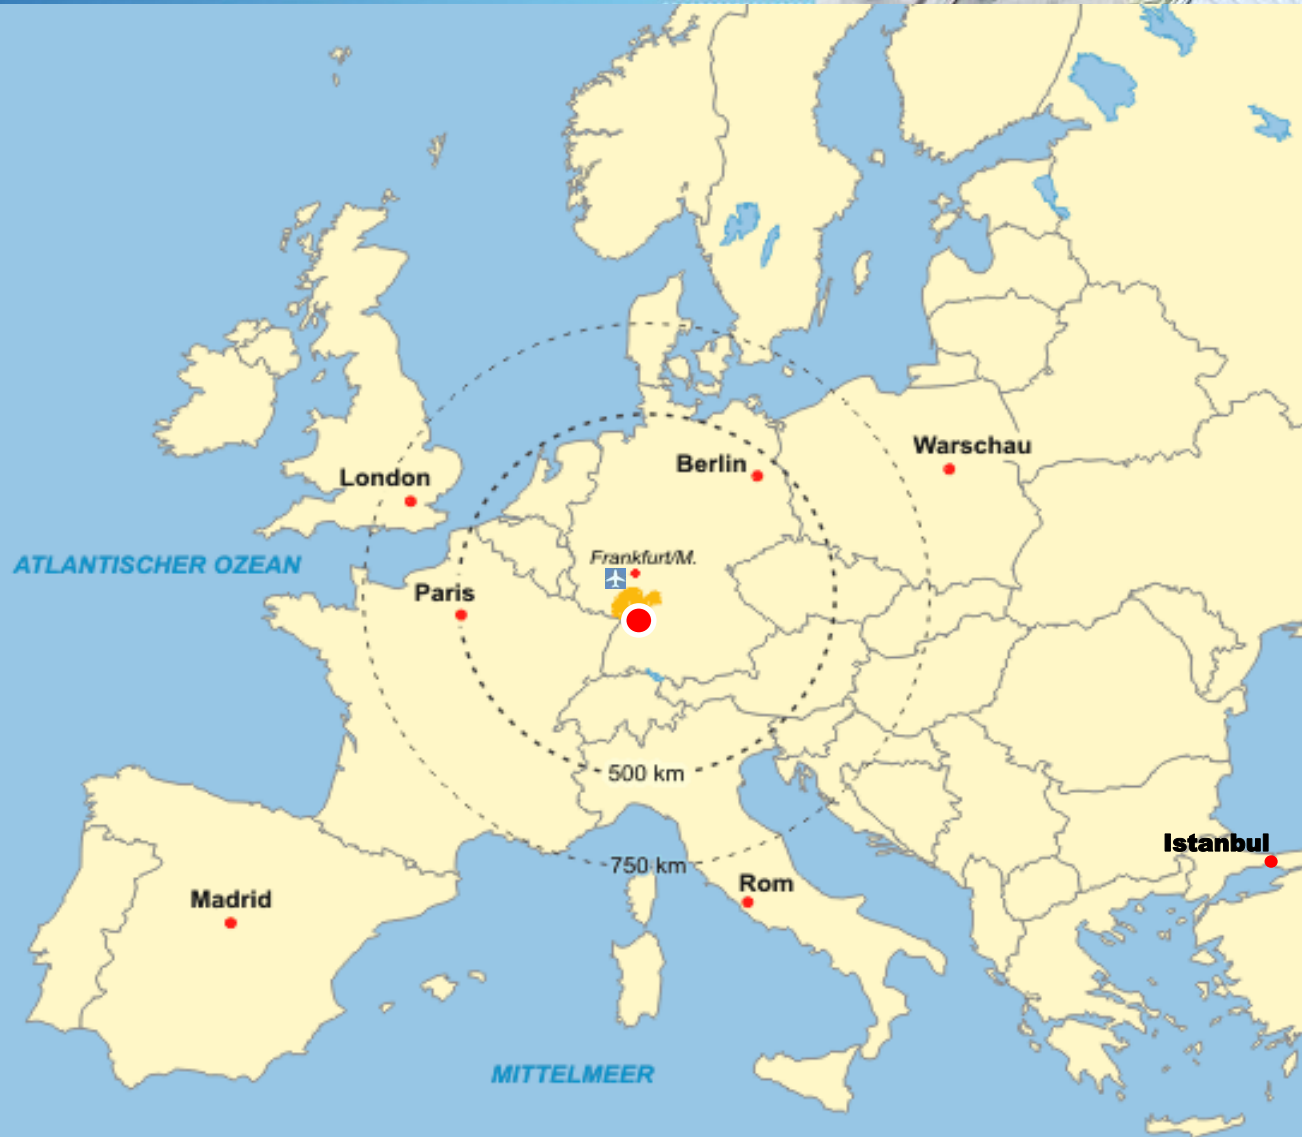 Warschau
Berlin
London
Frankfurt/M.
ATLANTISCHER OZEAN
Paris
500 km
Istanbul
750 km
Rom
Madrid
MITTELMEER